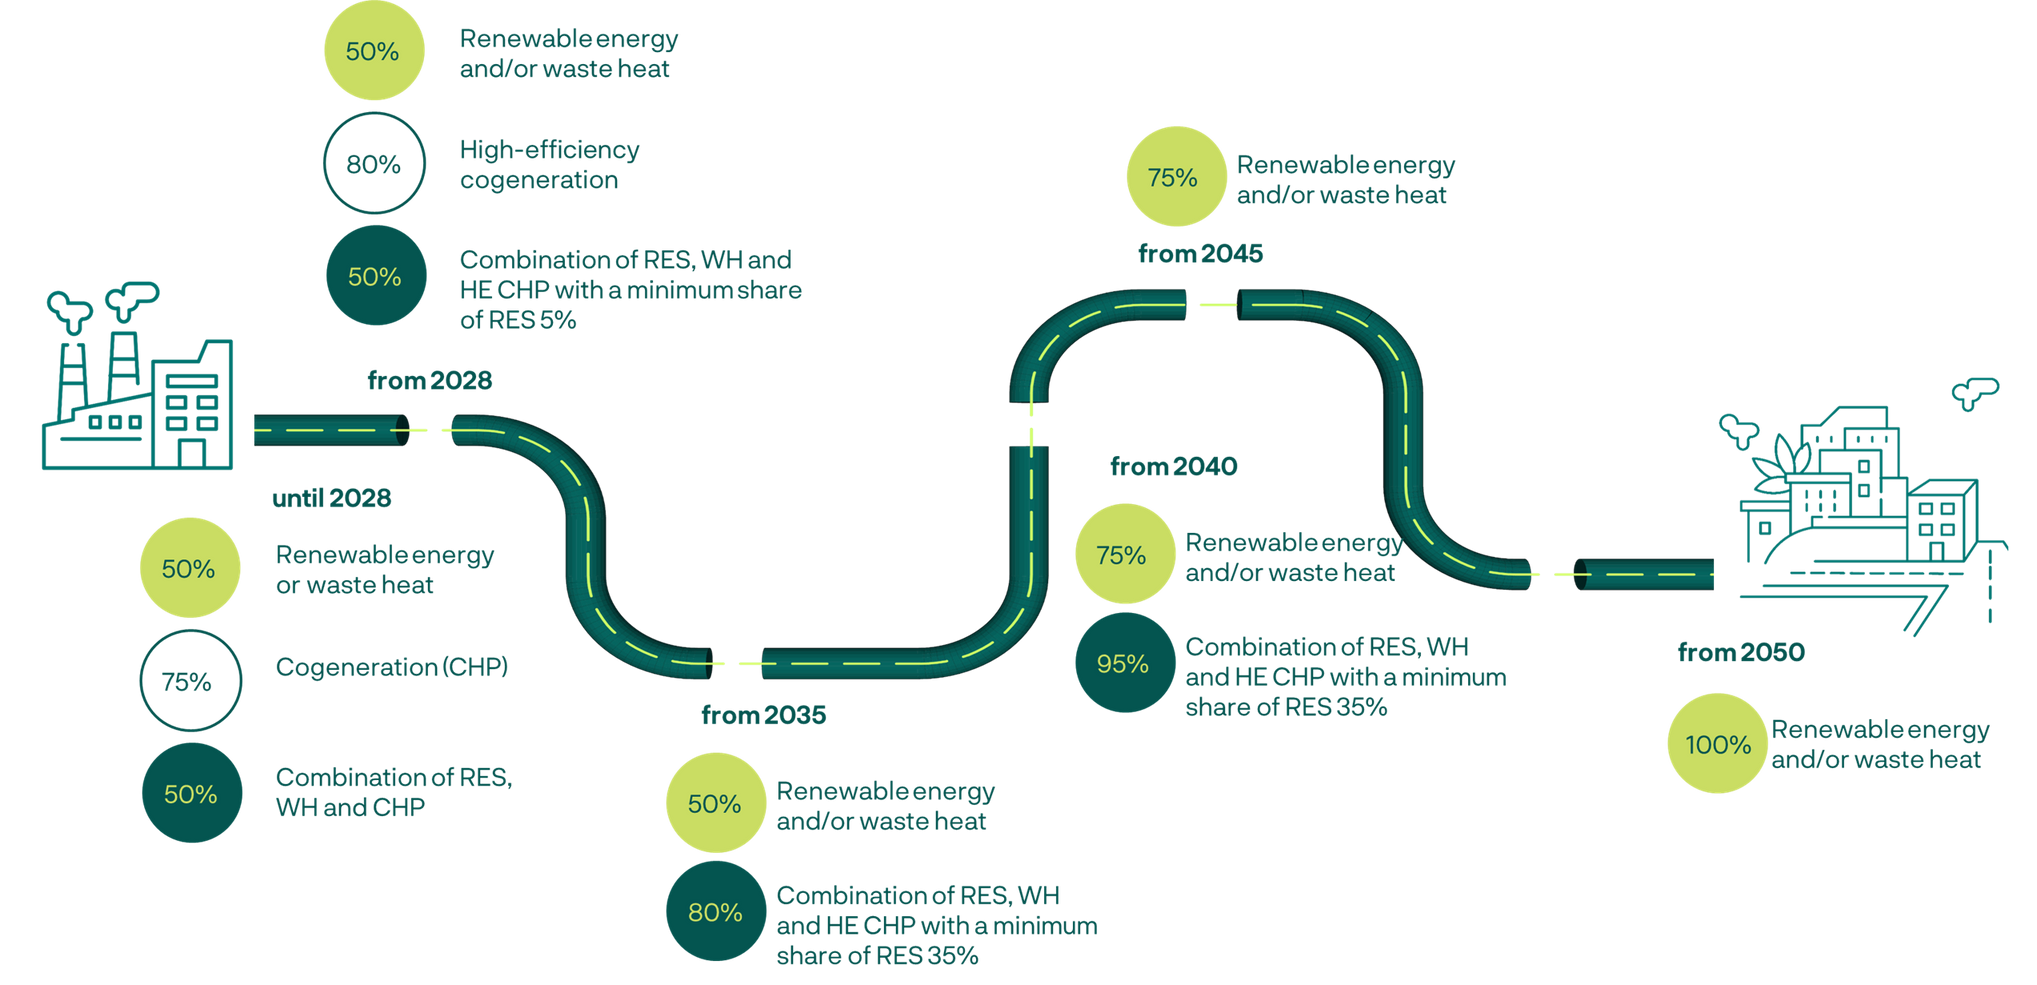 until 2028
50%
Renewable energy
or waste heat
75%
Cogeneration (CHP)
50%
Combination of RES,
WH and CHP
50%
Renewable energy
and/or waste heat
80%
High-efficiency
cogeneration
50%
Combination of RES, WH and
HE CHP with a minimum share
of RES 5%
from 2028
from 2035
50%
Renewable energy
and/or waste heat
80%
Combination of RES, WH
and HE CHP with a minimum
share of RES 35%
from 2040
75%
Renewable energy
and/or waste heat
95%
Combination of RES, WH
and HE CHP with a minimum
share of RES 35%
75%
Renewable energy
and/or waste heat
from 2045
from 2050
100%
Renewable energy
and/or waste heat